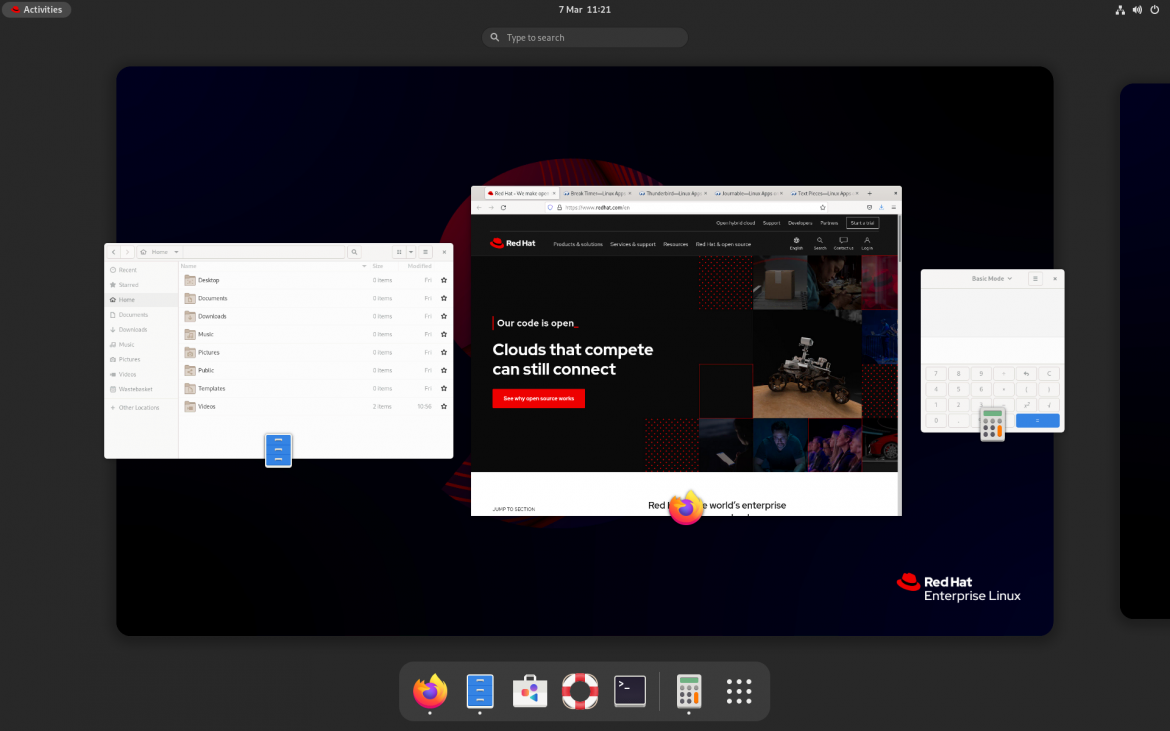 Activities
7 Mar 11:21
Type to search
Home
Name
Size
Modified
Recent
Starred
Home
Documents
Downloads
Music
Pictures
Videos
Wastebasket
Other Locations
Desktop 0 items Fri
Documents 0 items Fri
Downloads 0 items Fri
Music 0 items Fri
Pictures 0 items Fri
Public 0 items Fri
Templates 0 items Fri
Videos 2 items 10:56
Red Hat - We make open
Break Timer—Linux Apps
Thunderbird—Linux Apps
Journable—Linux Apps
Text Pieces—Linux Apps
https://www.redhat.com/en
Open hybrid cloud Support Developers Partners Start a trial
Red Hat
Products & solutions Services & support Resources Red Hat & open source
English Search Contact us Log in
Our code is open_
Clouds that compete
can still connect
See why open source works
JUMP TO SECTION
Red
world's enterprise
Basic Mode
7 8 9 ÷ C
4 5 6 × ( )
1 2 3
0 . =
Red Hat
Enterprise Linux
>_